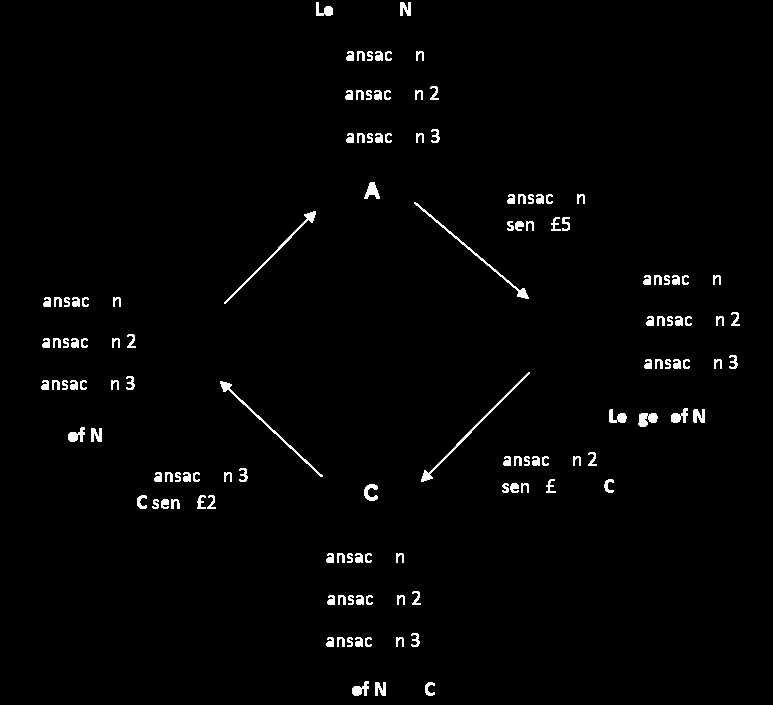 Le N
ansac n
ansac n 2
ansac n 3
A
ansac n
sen £5
ansac n
ansac n 2
ansac n 3
Le ge of N
ansac n
ansac n 2
ansac n 3
of N
ansac n 2
sen £ C
ansac n 3
C sen £2
C
ansac n
ansac n 2
ansac n 3
of N C